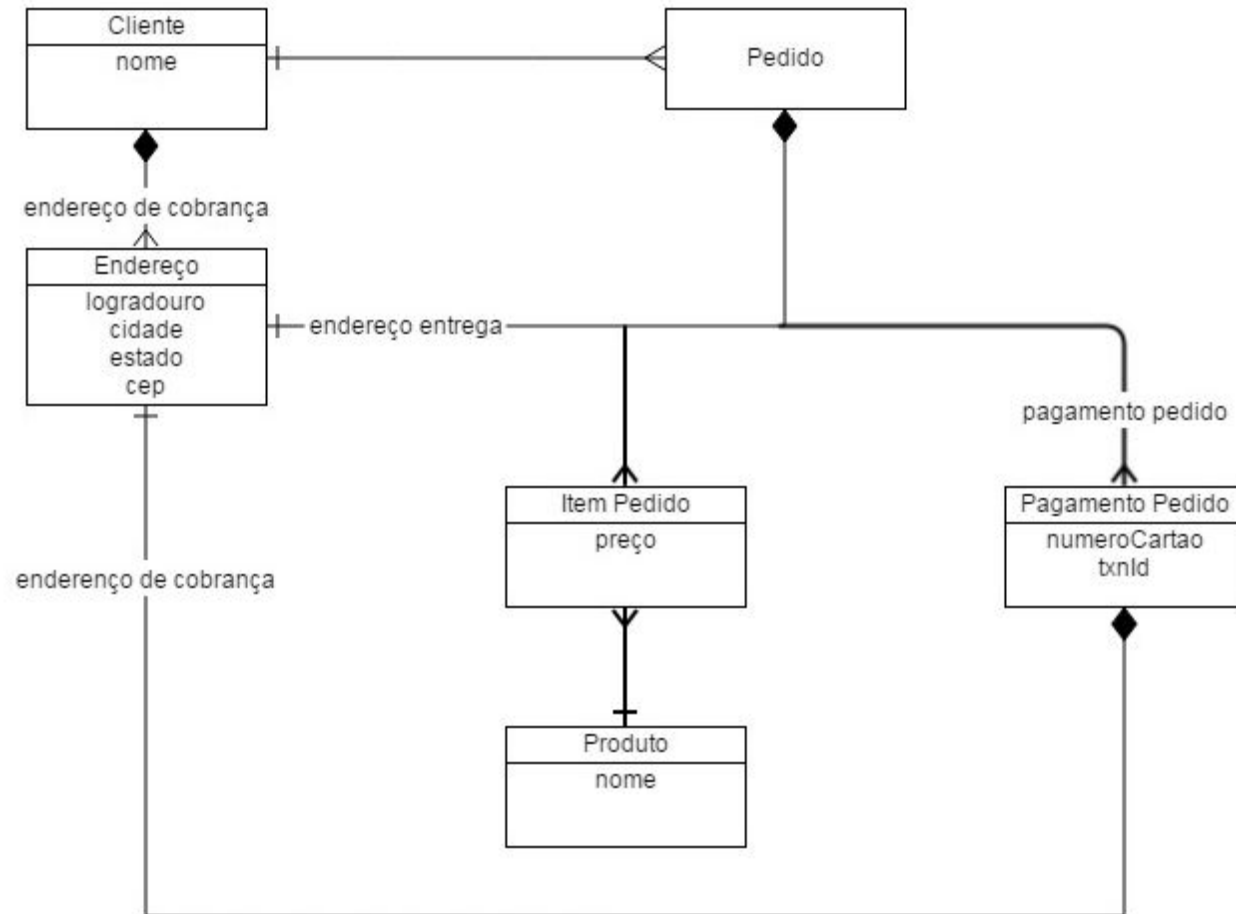 Cliente
nome
Pedido
endereço de cobrança
Endereço
logradouro
cidade
estado
cep
endereço entrega
pagamento pedido
Item Pedido
preço
Pagamento Pedido
numeroCartao
txnId
enderenço de cobrança
Produto
nome